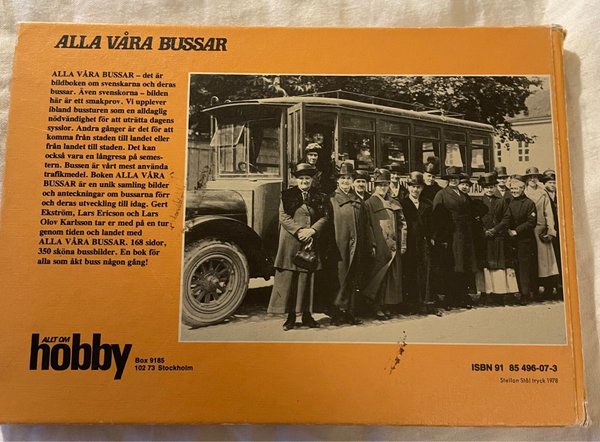 ALLA VÅRA BUSSAR
ALLA VÅRA BUSSAR – det är
bildboken om svenskarna och deras
bussar. Även svenskorna – bilden
här är ett smakprov. Vi upplever
ibland bussturen som en alldaglig
nödvändighet för att uträtta dagens
sysslor. Andra gånger är det för att
komma från staden till landet eller
från landet till staden. Det kan
också vara en långresa på semes-
tern. Bussen är vårt mest använda
trafikmedel. Boken ALLA VÅRA
BUSSAR är en unik samling bilder
och anteckningar om bussarna förr
och deras utveckling till idag. Gert
Ekström, Lars Ericson och Lars
Olov Karlsson tar er med på en tur
genom tiden och landet med
ALLA VÅRA BUSSAR. 168 sidor,
350 sköna bussbilder. En bok för
alla som åkt buss någon gång!
ALLT OM
hobby
Box 9185
102 73 Stockholm
ISBN 91 85 496-07-3
Stellan Stål tryck 1978